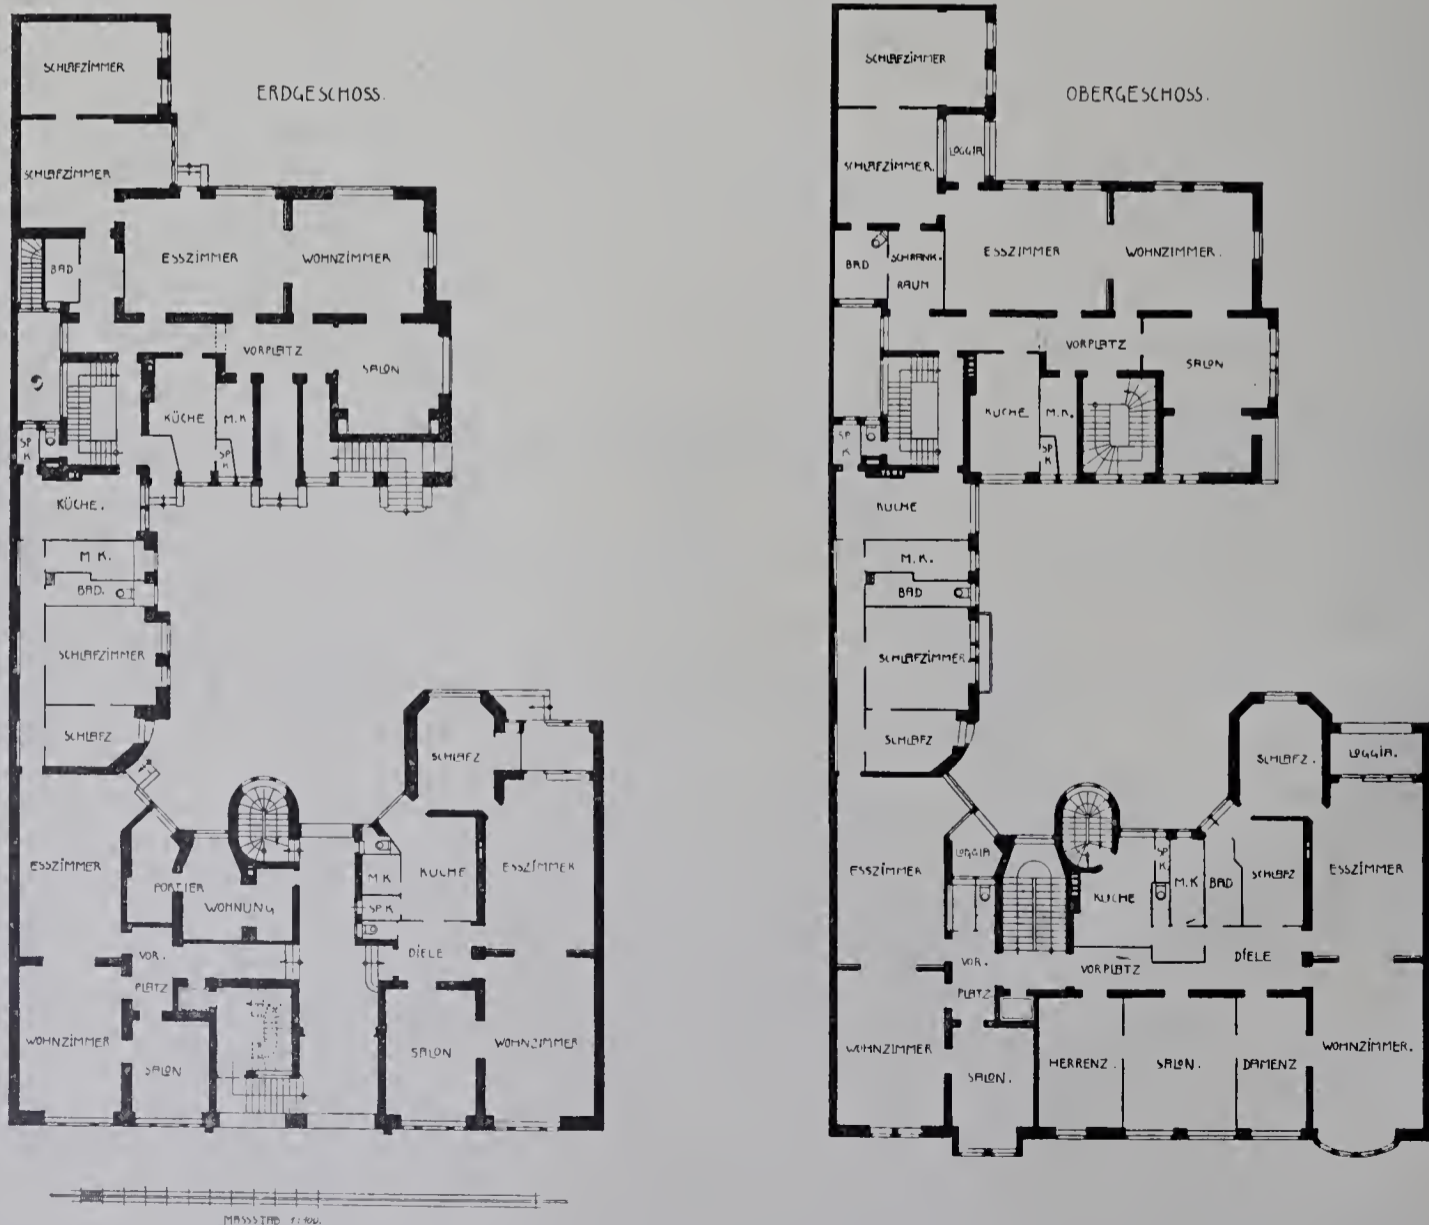 ERDGESCHOSS.
SCHLAFZIMMER
SCHLAFZIMMER
BAD
ESSZIMMER
WOHNZIMMER
VORPLATZ
SALON
KÜCHE
M.K
SP
K
SP
K
KÜCHE.
M K.
BAD.
SCHLAFZIMMER
SCHLAFZ
SCHLAFZ
ESSZIMMER
PORTIER
WOHNUNG
M K
SP K
KUCHE
ESSZIMMER
DIELE
VOR.
PLATZ
WOHNZIMMER
SALON
SALON
WOHNZIMMER
MASSSTAB
OBERGESCHOSS.
SCHLAFZIMMER
SCHLAFZIMMER.
LOGGIA
BAD
SCHRANK.
RAUM
ESSZIMMER
WOHNZIMMER.
VORPLATZ
SALON
KÜCHE
M.K.
SP
K
SP
K
KUCHE
M.K.
BAD
SCHLAFZIMMER
SCHLAFZ
SCHLAFZ.
LOGGIA.
ESSZIMMER
LOGGIA
KÜCHE
SP
K
M.K
BAD
SCHLAFZ
ESSZIMMER
VOR.
PLATZ
VORPLATZ
DIELE
WOHNZIMMER
SALON.
HERRENZ.
SALON.
DAMENZ
WOHNZIMMER.